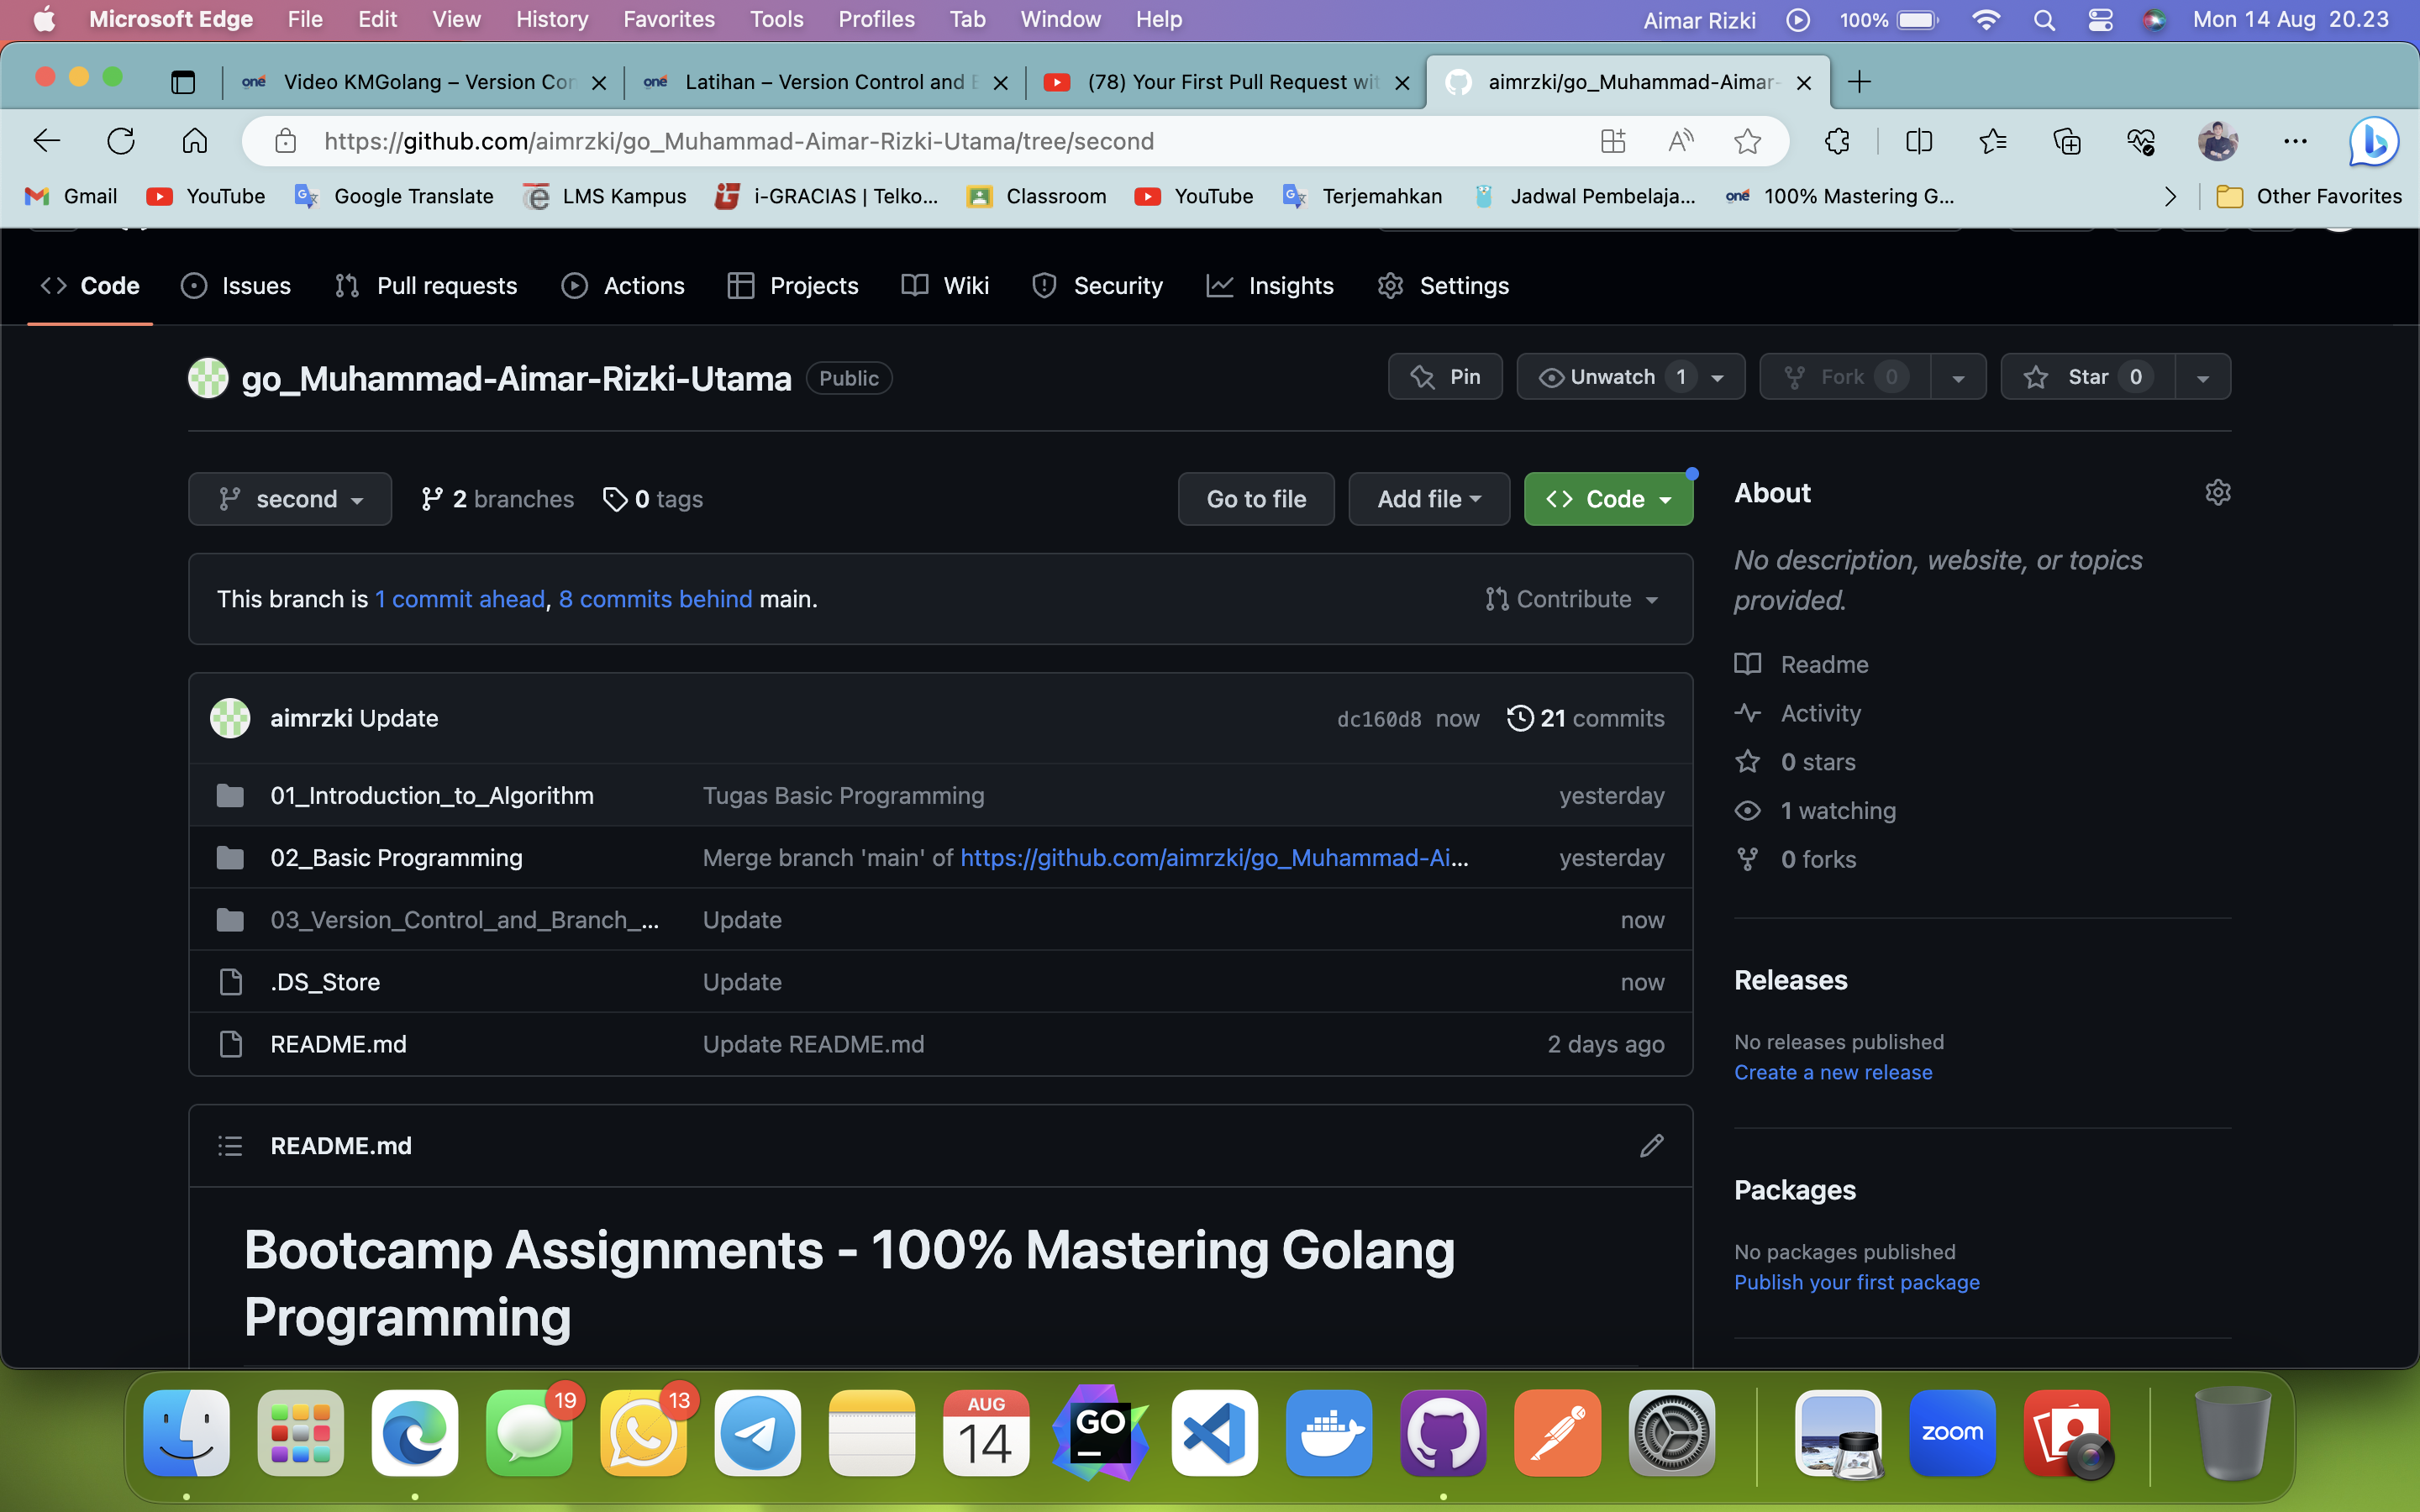 Microsoft Edge File Edit View History Favorites Tools Profiles Tab Window Help Aimar Rizki 100% Mon 14 Aug 20.23
one Video KMGolang – Version Con one Latihan – Version Control and B (78) Your First Pull Request wit aimrzki/go_Muhammad-Aimar-
https://github.com/aimrzki/go_Muhammad-Aimar-Rizki-Utama/tree/second
Gmail YouTube Google Translate LMS Kampus i-GRACIAS | Telko... Classroom YouTube Terjemahkan Jadwal Pembelaja... one 100% Mastering G... Other Favorites
Code Issues Pull requests Actions Projects Wiki Security Insights Settings
go_Muhammad-Aimar-Rizki-Utama Public Pin Unwatch 1 Fork 0 Star 0
second 2 branches 0 tags Go to file Add file Code
This branch is 1 commit ahead, 8 commits behind main. Contribute
aimrzki Update dc160d8 now 21 commits
01_Introduction_to_Algorithm Tugas Basic Programming yesterday
02_Basic Programming Merge branch 'main' of https://github.com/aimrzki/go_Muhammad-Ai... yesterday
03_Version_Control_and_Branch_... Update now
.DS_Store Update now
README.md Update README.md 2 days ago
README.md
Bootcamp Assignments - 100% Mastering Golang
Programming
About
No description, website, or topics
provided.
Readme
Activity
0 stars
1 watching
0 forks
Releases
No releases published
Create a new release
Packages
No packages published
Publish your first package
19 13 AUG 14 GO zoom